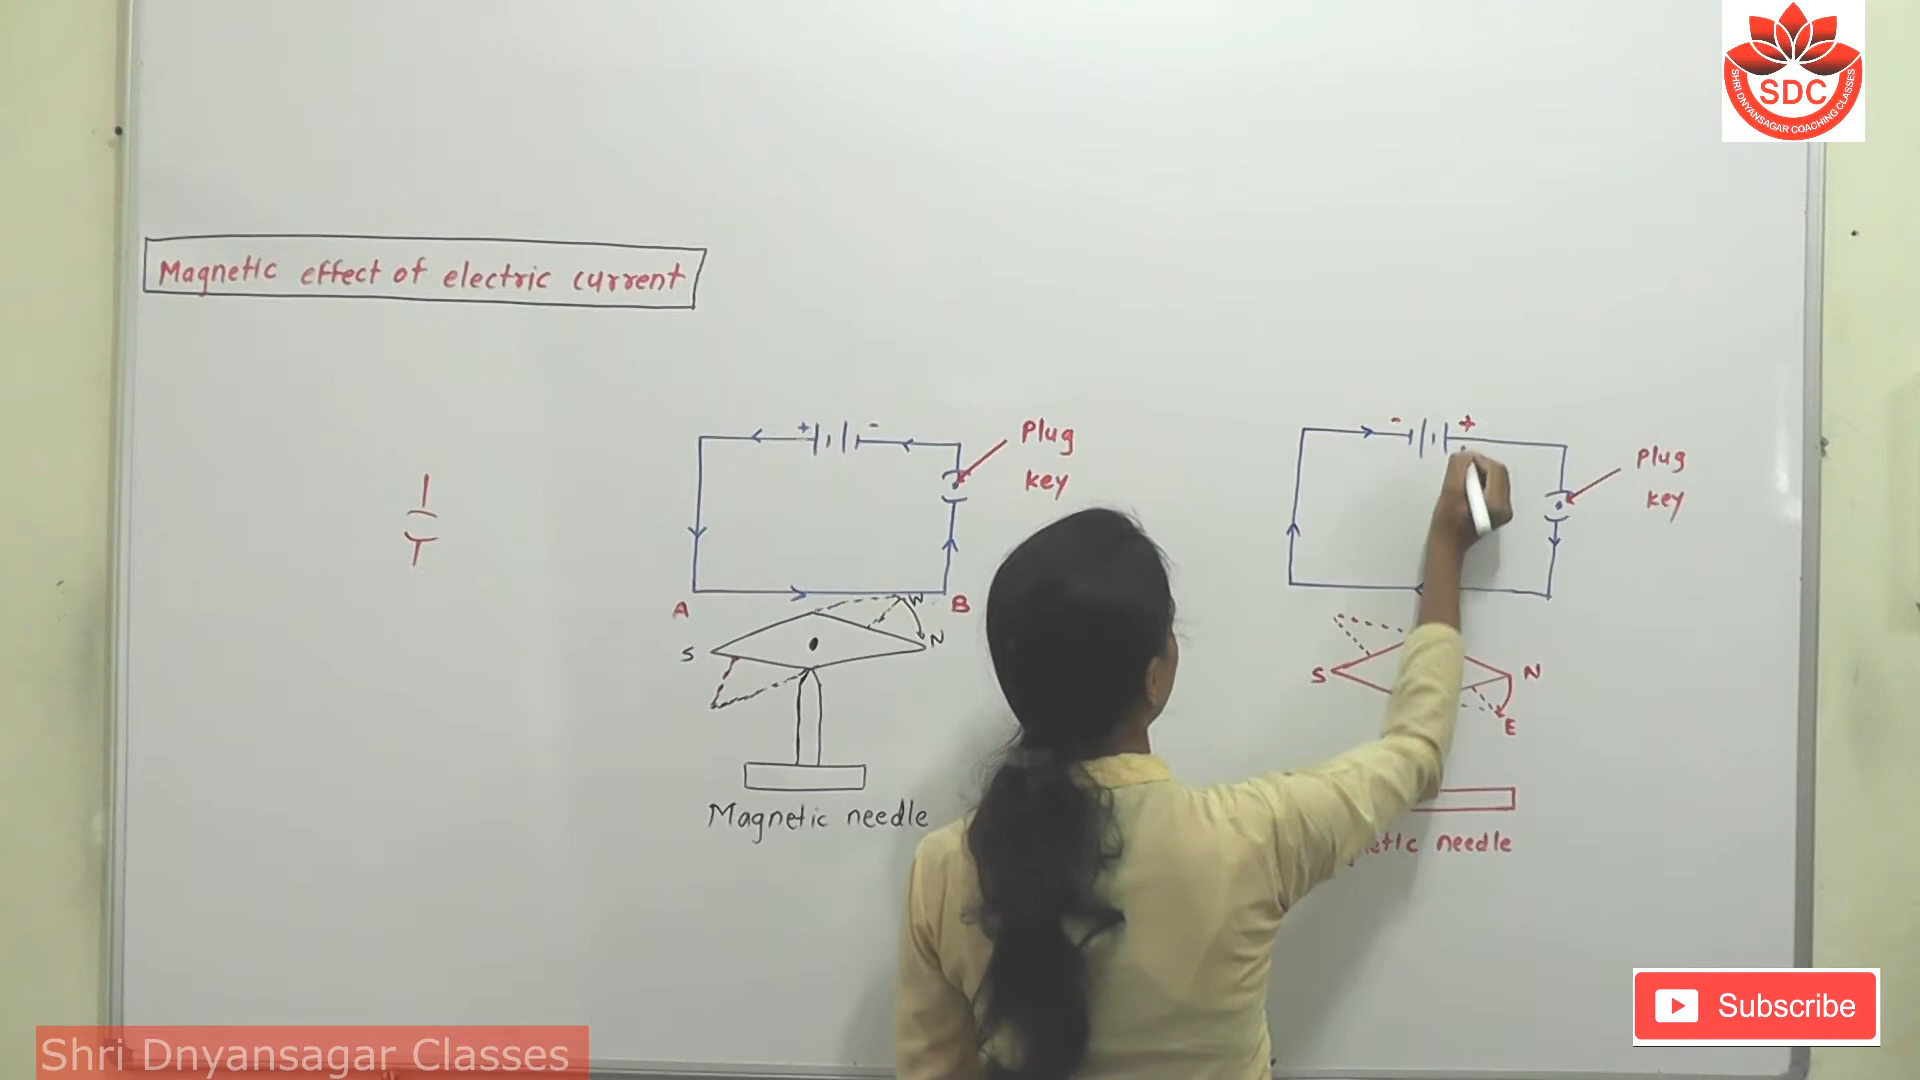 SDC
SHRI DNYANSAGAR COACHING CLASSES
Magnetic effect of electric current
+ -
Plug
key
A
B
W
S
N
Magnetic needle
- +
Plug
key
S
N
E
needle
Subscribe
Shri Dnyansagar Classes